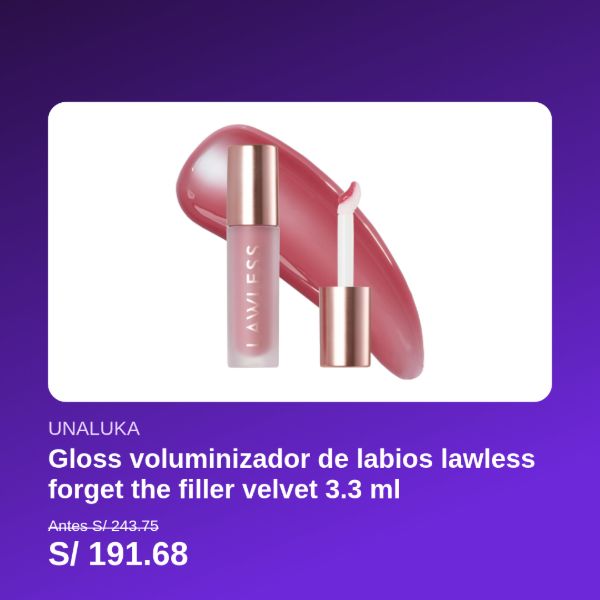 LAWLESS
UNALUKA
Gloss voluminizador de labios lawless
forget the filler velvet 3.3 ml
Antes S/ 243.75
S/ 191.68